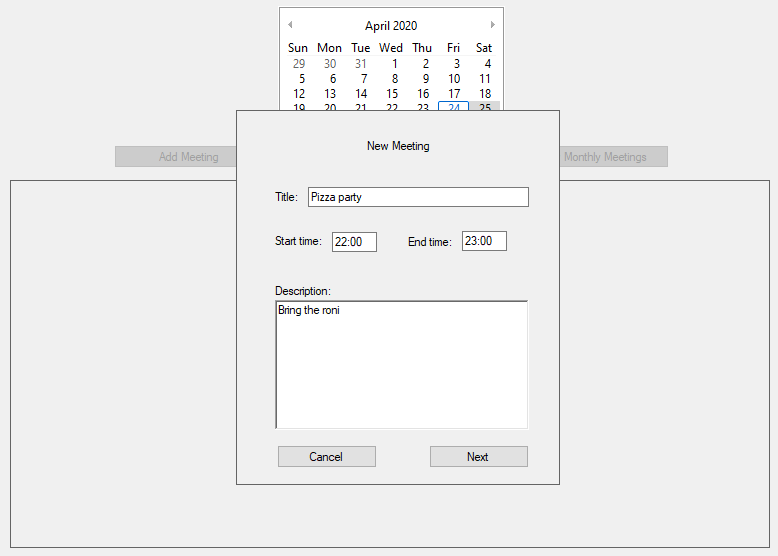 April 2020
Sun Mon Tue Wed Thu Fri Sat
29 30 31 1 2 3 4
5 6 7 8 9 10 11
12 13 14 15 16 17 18
19 20 21 22 23 24 25
New Meeting
Add Meeting
Monthly Meetings
Title: Pizza party
Start time: 22:00 End time: 23:00
Description:
Bring the roni
Cancel Next